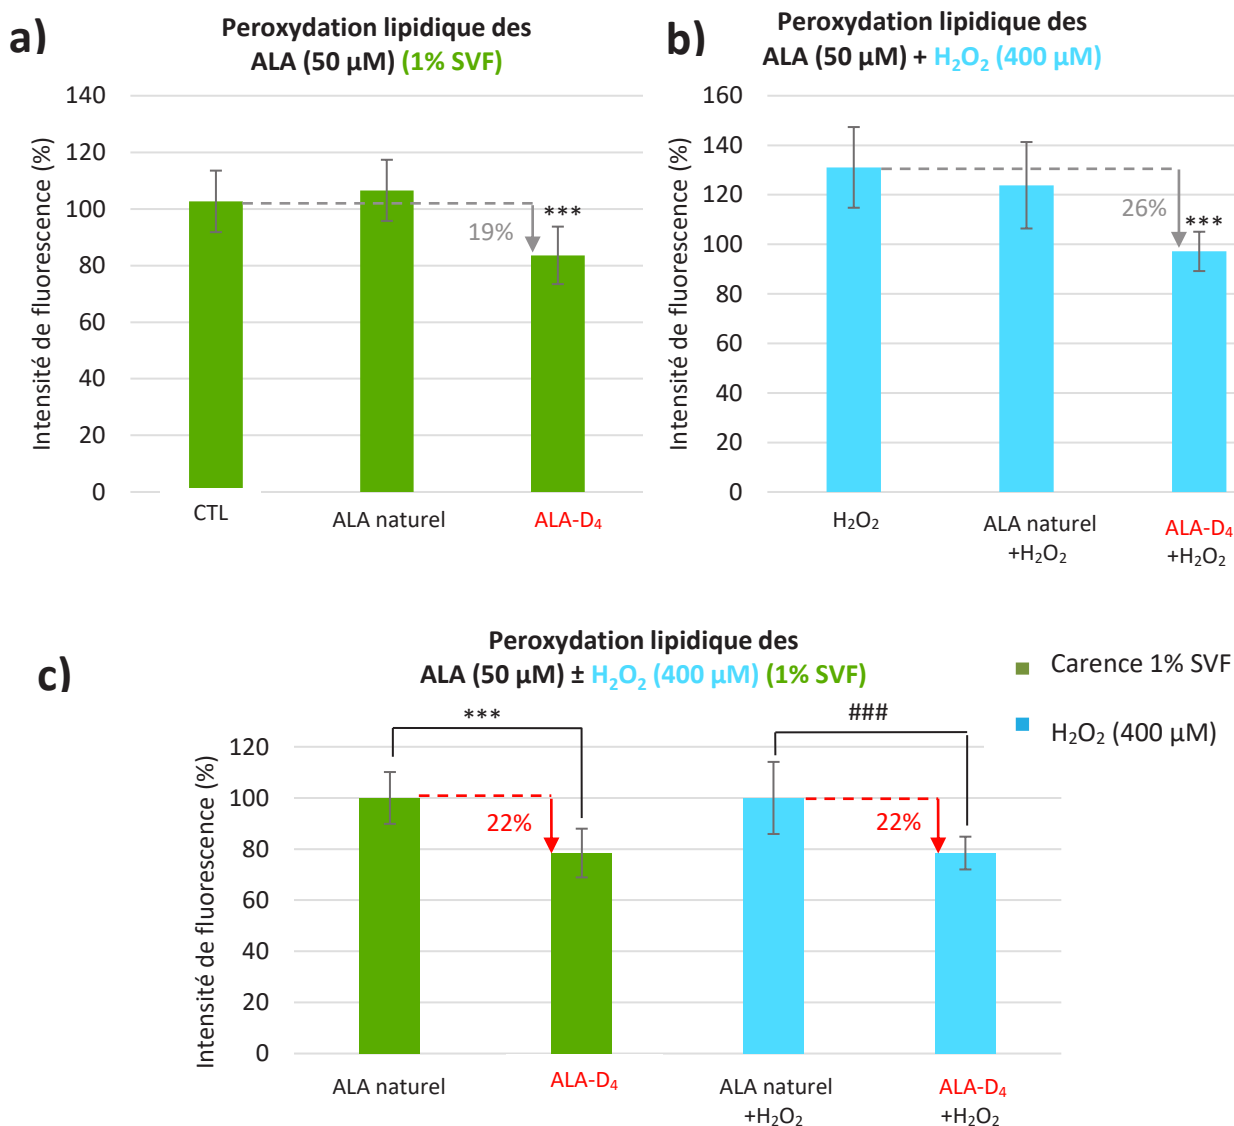 a)
Peroxydation lipidique des
ALA (50 µM) (1% SVF)
Intensité de fluorescence (%)
140
120
100
80
60
40
20
0
19%
***
CTL
ALA naturel
ALA-D₄
b)
Peroxydation lipidique des
ALA (50 µM) + H₂O₂ (400 µM)
Intensité de fluorescence (%)
160
140
120
100
80
60
40
20
0
26%
***
H₂O₂
ALA naturel
+H₂O₂
ALA-D₄
+H₂O₂
c)
Peroxydation lipidique des
ALA (50 µM) ± H₂O₂ (400 µM) (1% SVF)
Carence 1% SVF
H₂O₂ (400 µM)
Intensité de fluorescence (%)
120
100
80
60
40
20
0
***
###
22%
22%
ALA naturel
ALA-D₄
ALA naturel
+H₂O₂
ALA-D₄
+H₂O₂